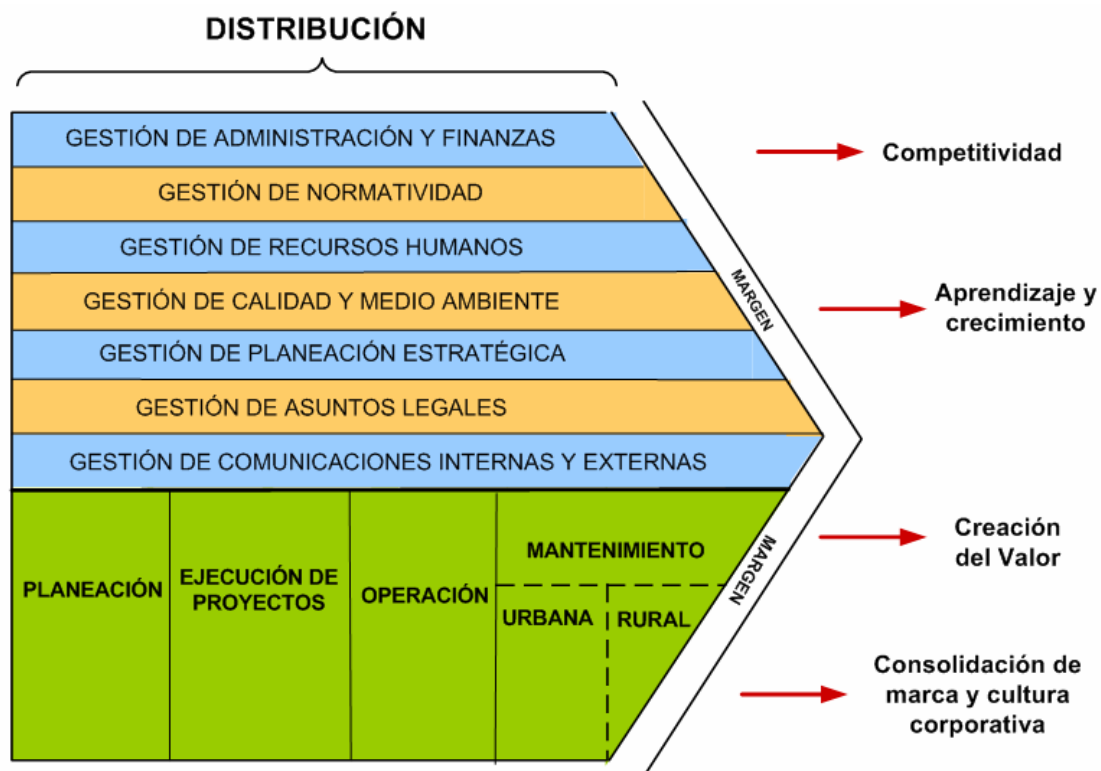 DISTRIBUCIÓN
GESTIÓN DE ADMINISTRACIÓN Y FINANZAS
GESTIÓN DE NORMATIVIDAD
GESTIÓN DE RECURSOS HUMANOS
GESTIÓN DE CALIDAD Y MEDIO AMBIENTE
GESTIÓN DE PLANEACIÓN ESTRATÉGICA
GESTIÓN DE ASUNTOS LEGALES
GESTIÓN DE COMUNICACIONES INTERNAS Y EXTERNAS
PLANEACIÓN
EJECUCIÓN DE
PROYECTOS
OPERACIÓN
MANTENIMIENTO
URBANA
RURAL
MARGEN
MARGEN
Competitividad
Aprendizaje y
crecimiento
Creación
del Valor
Consolidación de
marca y cultura
corporativa